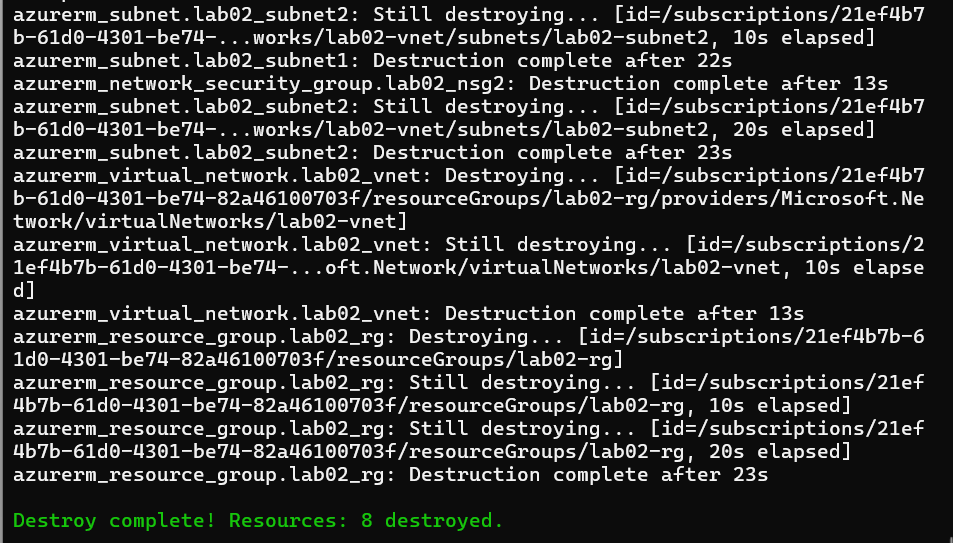 azurerm_subnet.lab02_subnet2: Still destroying... [id=/subscriptions/21ef4b7
b-61d0-4301-be74-...works/lab02-vnet/subnets/lab02-subnet2, 10s elapsed]
azurerm_subnet.lab02_subnet1: Destruction complete after 22s
azurerm_network_security_group.lab02_nsg2: Destruction complete after 13s
azurerm_subnet.lab02_subnet2: Still destroying... [id=/subscriptions/21ef4b7
b-61d0-4301-be74-...works/lab02-vnet/subnets/lab02-subnet2, 20s elapsed]
azurerm_subnet.lab02_subnet2: Destruction complete after 23s
azurerm_virtual_network.lab02_vnet: Destroying... [id=/subscriptions/21ef4b7
b-61d0-4301-be74-82a46100703f/resourceGroups/lab02-rg/providers/Microsoft.Ne
twork/virtualNetworks/lab02-vnet]
azurerm_virtual_network.lab02_vnet: Still destroying... [id=/subscriptions/2
1ef4b7b-61d0-4301-be74-...oft.Network/virtualNetworks/lab02-vnet, 10s elapse
d]
azurerm_virtual_network.lab02_vnet: Destruction complete after 13s
azurerm_resource_group.lab02_rg: Destroying... [id=/subscriptions/21ef4b7b-6
1d0-4301-be74-82a46100703f/resourceGroups/lab02-rg]
azurerm_resource_group.lab02_rg: Still destroying... [id=/subscriptions/21ef
4b7b-61d0-4301-be74-82a46100703f/resourceGroups/lab02-rg, 10s elapsed]
azurerm_resource_group.lab02_rg: Still destroying... [id=/subscriptions/21ef
4b7b-61d0-4301-be74-82a46100703f/resourceGroups/lab02-rg, 20s elapsed]
azurerm_resource_group.lab02_rg: Destruction complete after 23s
Destroy complete! Resources: 8 destroyed.